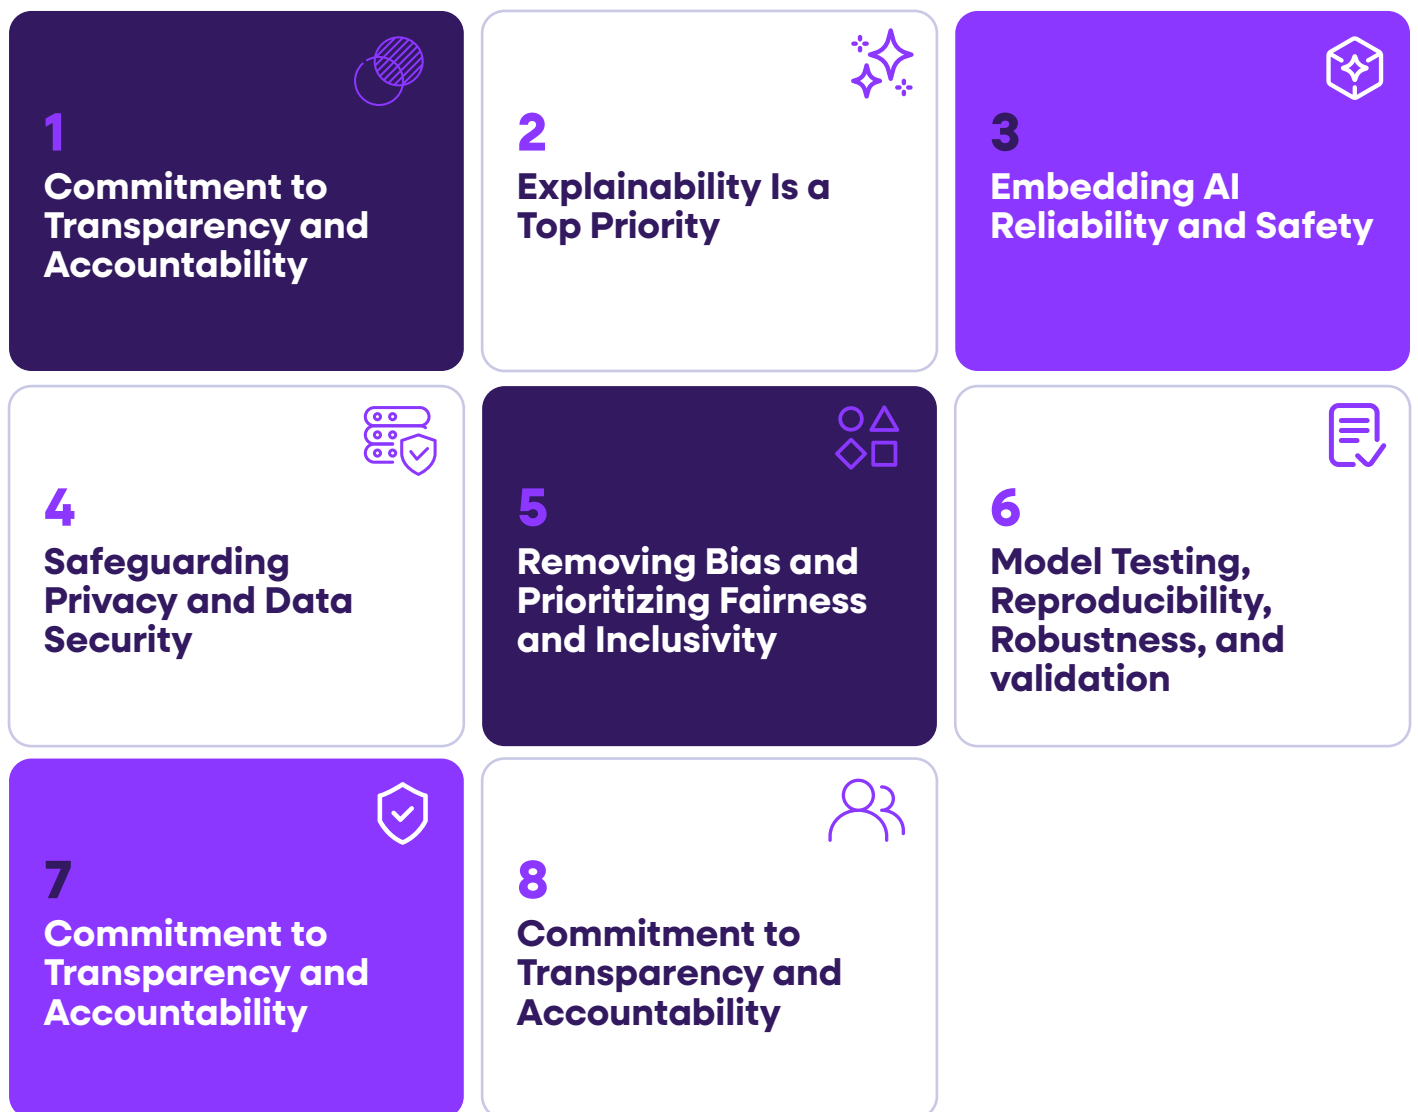 1
Commitment to
Transparency and
Accountability
2
Explainability Is a
Top Priority
3
Embedding AI
Reliability and Safety
4
Safeguarding
Privacy and Data
Security
5
Removing Bias and
Prioritizing Fairness
and Inclusivity
6
Model Testing,
Reproducibility,
Robustness, and
validation
7
Commitment to
Transparency and
Accountability
8
Commitment to
Transparency and
Accountability